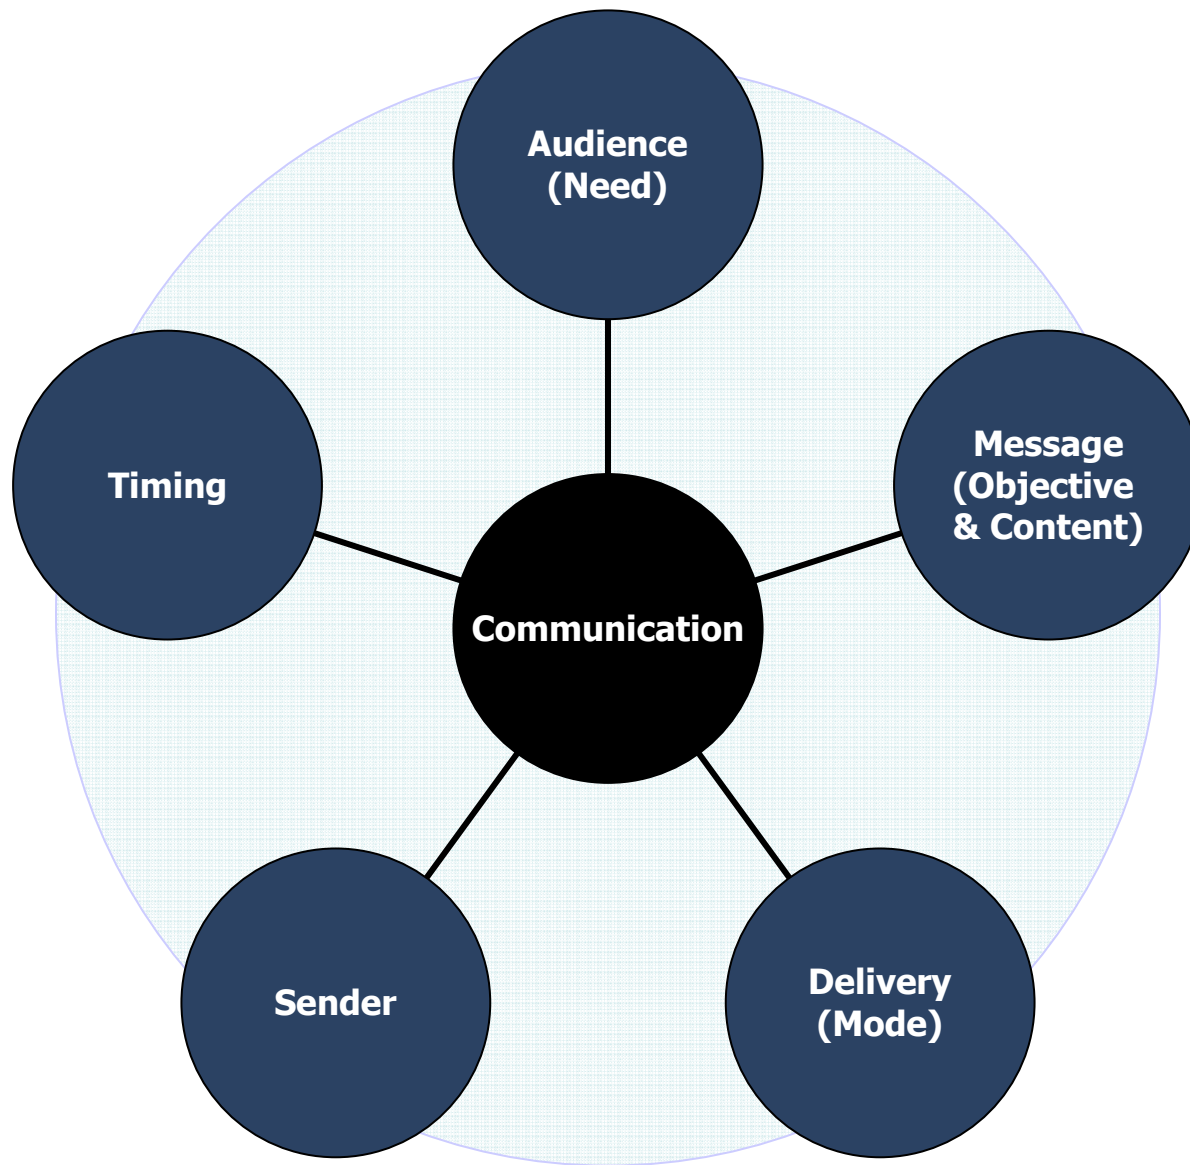 Audience
(Need)
Message
(Objective
& Content)
Timing
Communication
Delivery
(Mode)
Sender